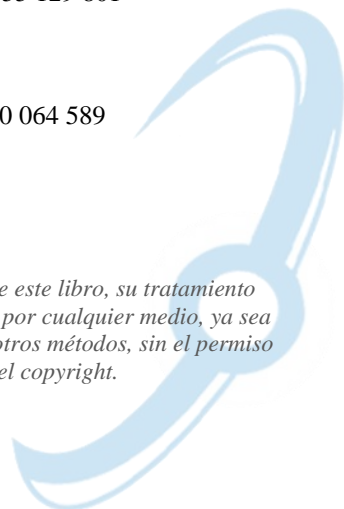 0 064 589
e este libro, su tratamiento
por cualquier medio, ya sea
otros métodos, sin el permiso
el copyright.